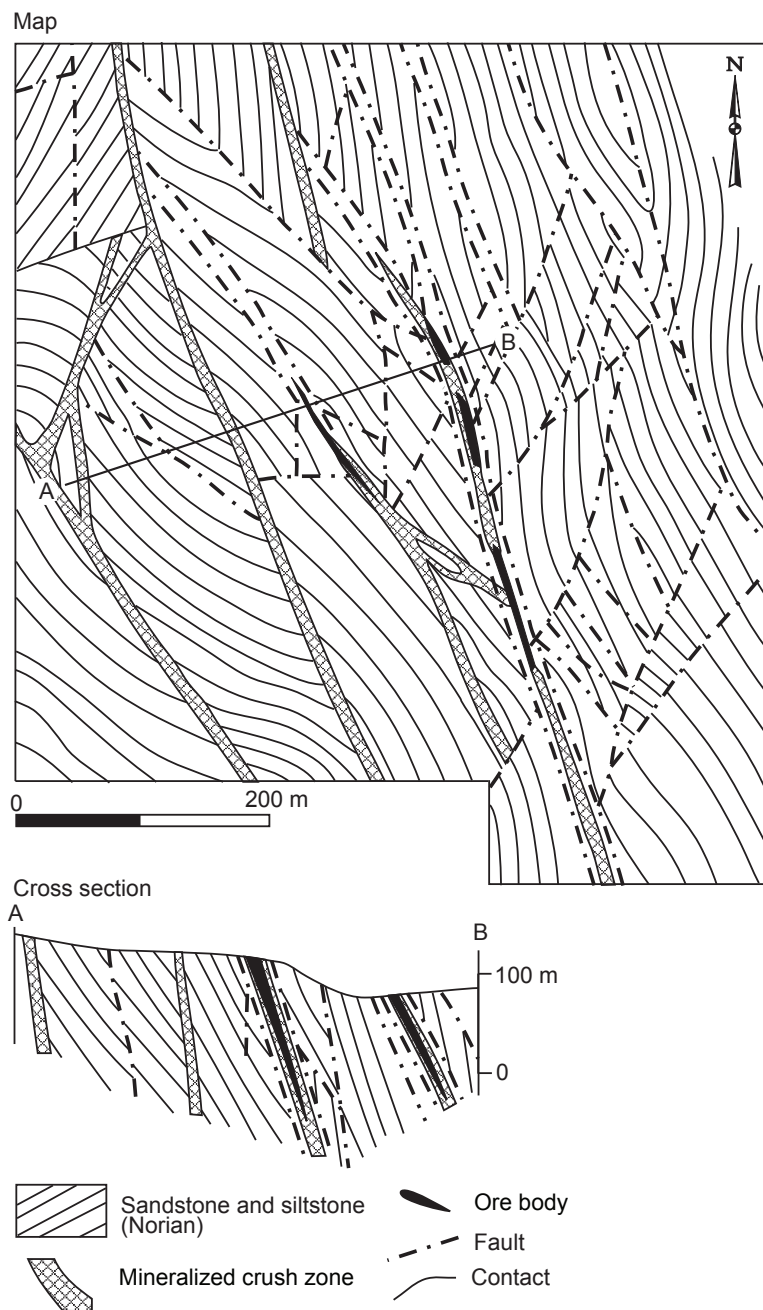 Map
N
B
A
0
200 m
Cross section
A
B
100 m
0
Sandstone and siltstone
(Norian)
Ore body
Fault
Mineralized crush zone
Contact